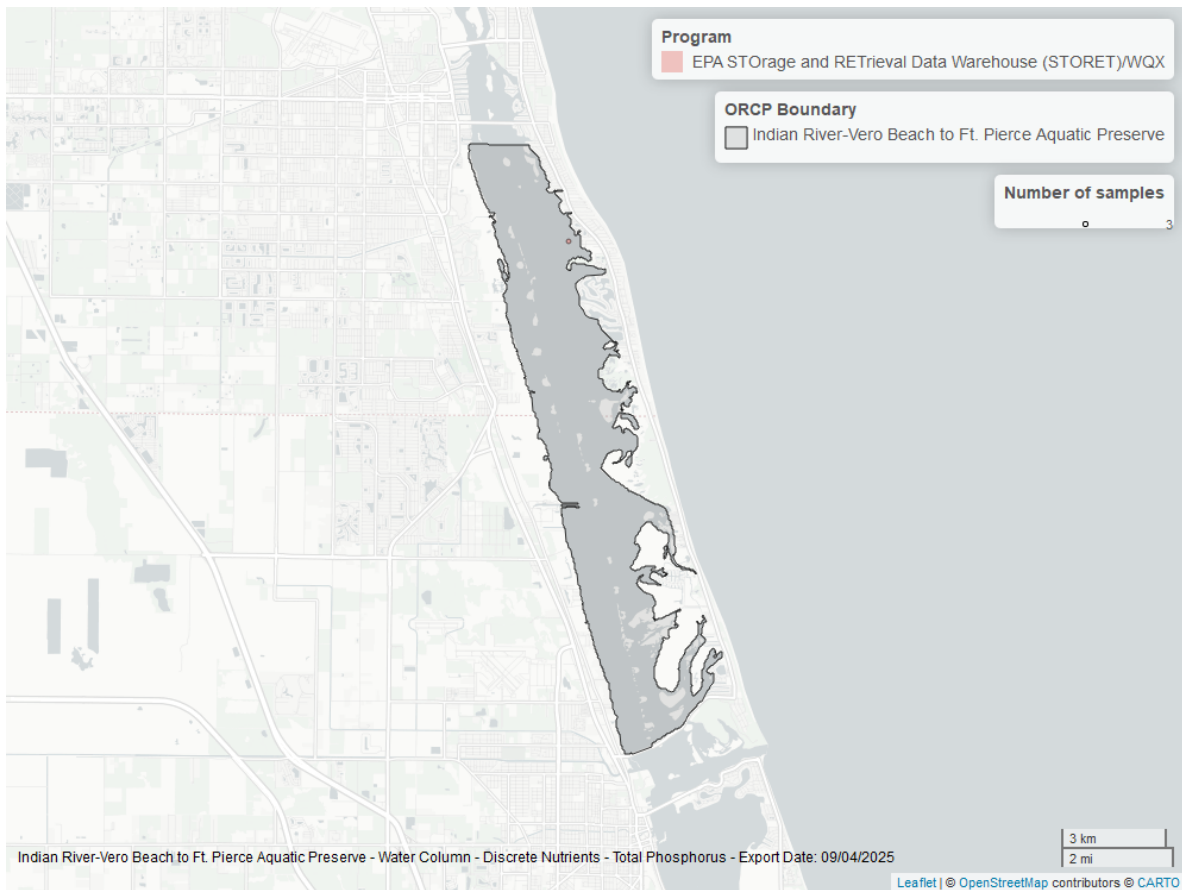 Program
EPA STOrage and RETrieval Data Warehouse (STORET)/WQX
ORCP Boundary
Indian River-Vero Beach to Ft. Pierce Aquatic Preserve
Number of samples
3
3 km
2 mi
Indian River-Vero Beach to Ft. Pierce Aquatic Preserve - Water Column - Discrete Nutrients - Total Phosphorus - Export Date: 09/04/2025
Leaflet | © OpenStreetMap contributors © CARTO